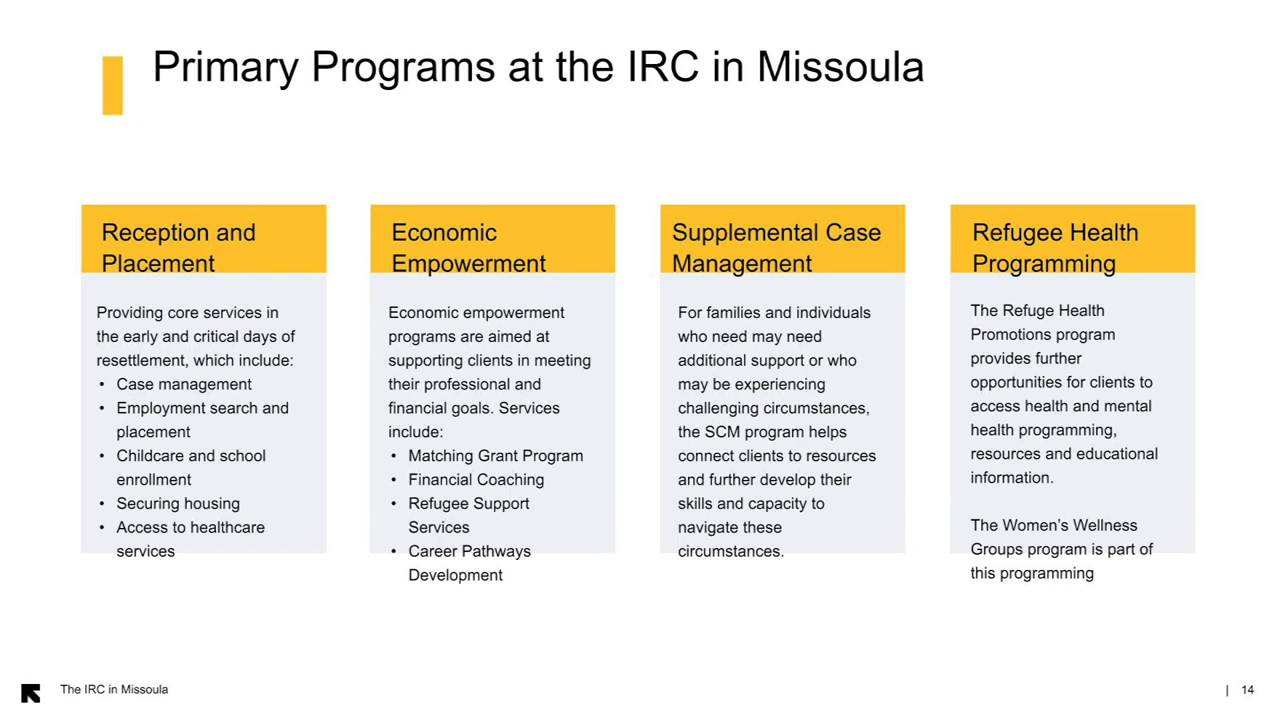 Primary Programs at the IRC in Missoula
Reception and
Placement
Providing core services in
the early and critical days of
resettlement, which include:
• Case management
• Employment search and
placement
• Childcare and school
enrollment
• Securing housing
• Access to healthcare
services
Economic
Empowerment
Economic empowerment
programs are aimed at
supporting clients in meeting
their professional and
financial goals. Services
include:
• Matching Grant Program
• Financial Coaching
• Refugee Support
Services
• Career Pathways
Development
Supplemental Case
Management
For families and individuals
who need may need
additional support or who
may be experiencing
challenging circumstances,
the SCM program helps
connect clients to resources
and further develop their
skills and capacity to
navigate these
circumstances.
Refugee Health
Programming
The Refuge Health
Promotions program
provides further
opportunities for clients to
access health and mental
health programming,
resources and educational
information.
The Women's Wellness
Groups program is part of
this programming
The IRC in Missoula
| 14